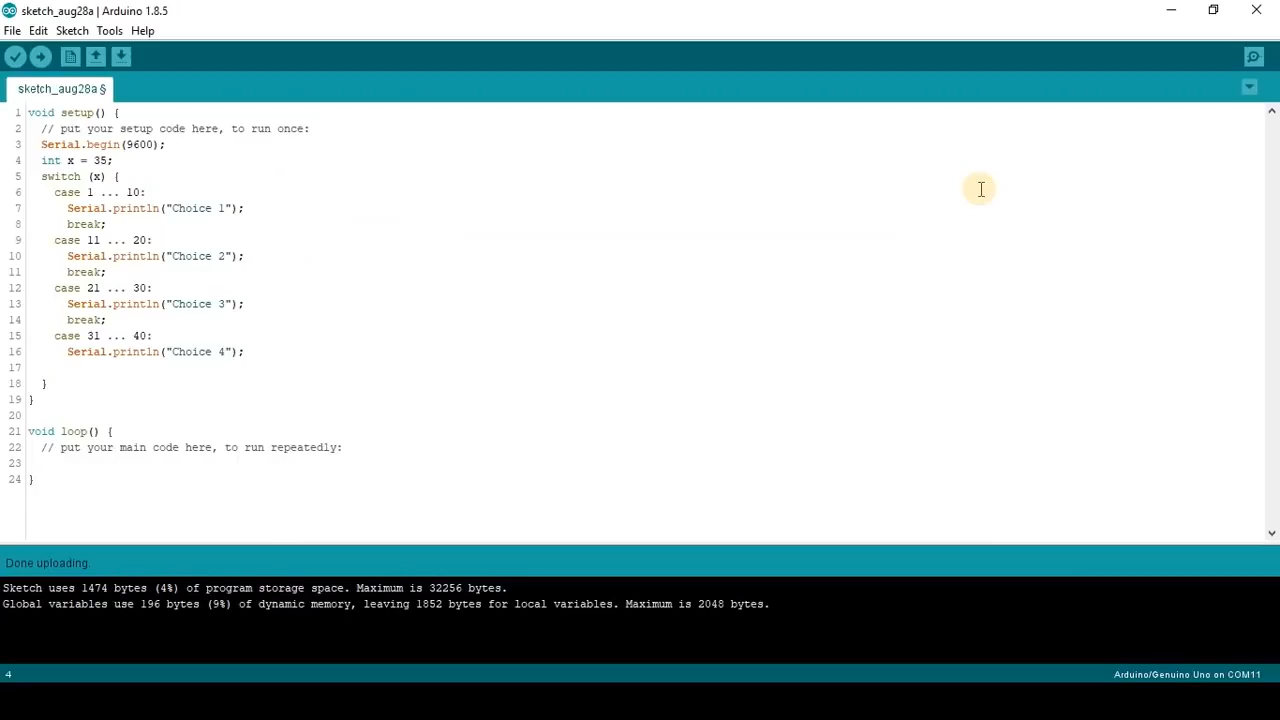 sketch_aug28a | Arduino 1.8.5
File Edit Sketch Tools Help
sketch_aug28a §
1 void setup() {
2   // put your setup code here, to run once:
3   Serial.begin(9600);
4   int x = 35;
5   switch (x) {
6     case 1 ... 10:
7       Serial.println("Choice 1");
8       break;
9     case 11 ... 20:
10       Serial.println("Choice 2");
11       break;
12     case 21 ... 30:
13       Serial.println("Choice 3");
14       break;
15     case 31 ... 40:
16       Serial.println("Choice 4");
17
18   }
19 }
20
21 void loop() {
22   // put your main code here, to run repeatedly:
23
24 }
Done uploading.
Sketch uses 1474 bytes (4%) of program storage space. Maximum is 32256 bytes.
Global variables use 196 bytes (9%) of dynamic memory, leaving 1852 bytes for local variables. Maximum is 2048 bytes.
4 Arduino/Genuino Uno on COM11